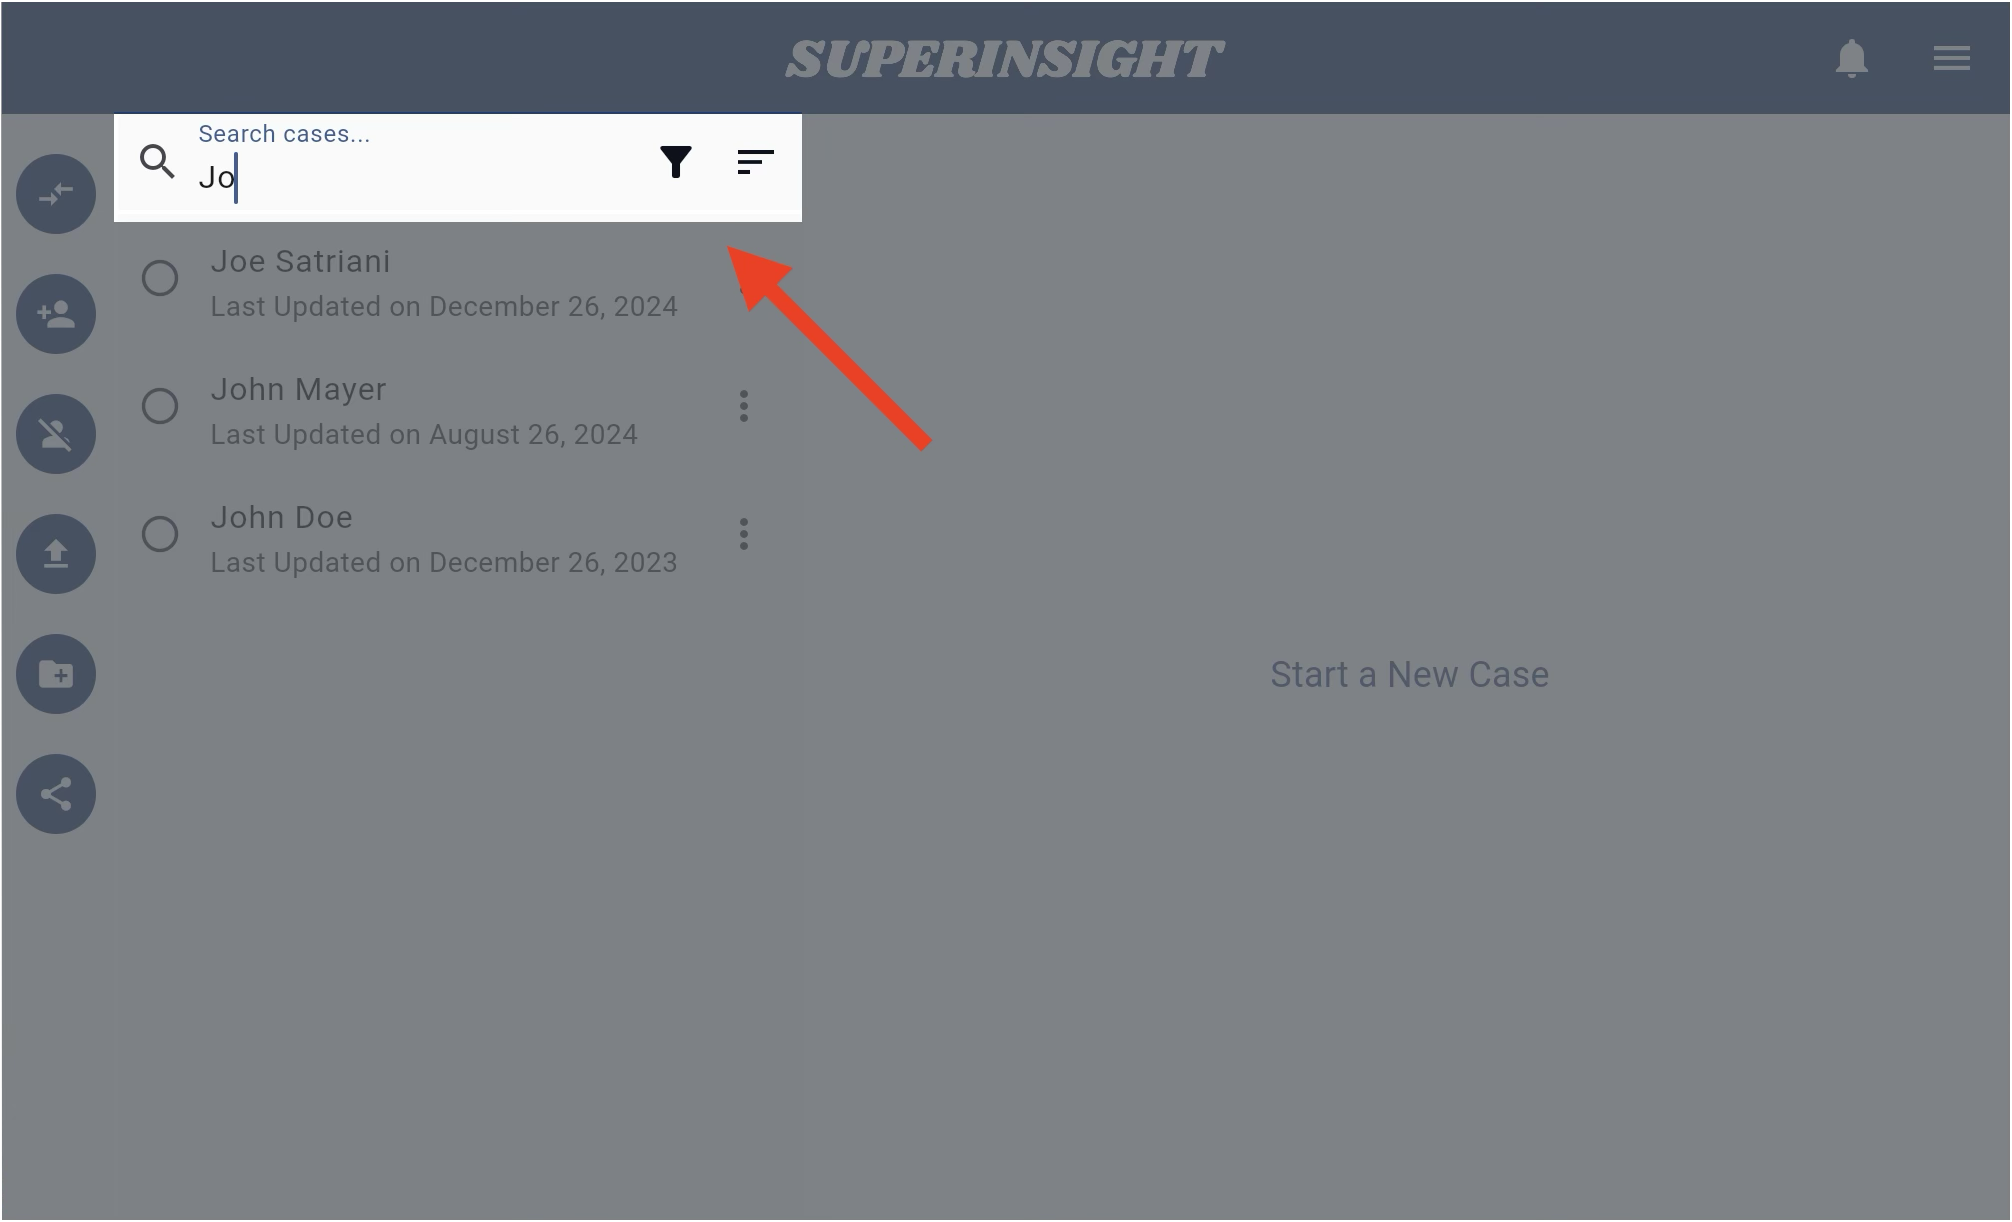 SUPERINSIGHT
Search cases...
Jo
Joe Satriani
Last Updated on December 26, 2024
John Mayer
Last Updated on August 26, 2024
John Doe
Last Updated on December 26, 2023
Start a New Case